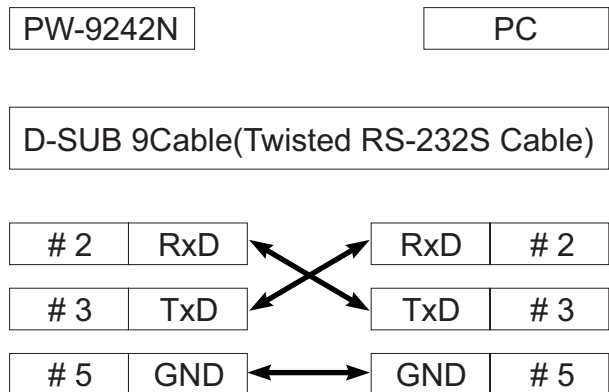 PW-9242N PC
D-SUB 9Cable(Twisted RS-232S Cable)
# 2 RxD RxD # 2
# 3 TxD TxD # 3
# 5 GND GND # 5